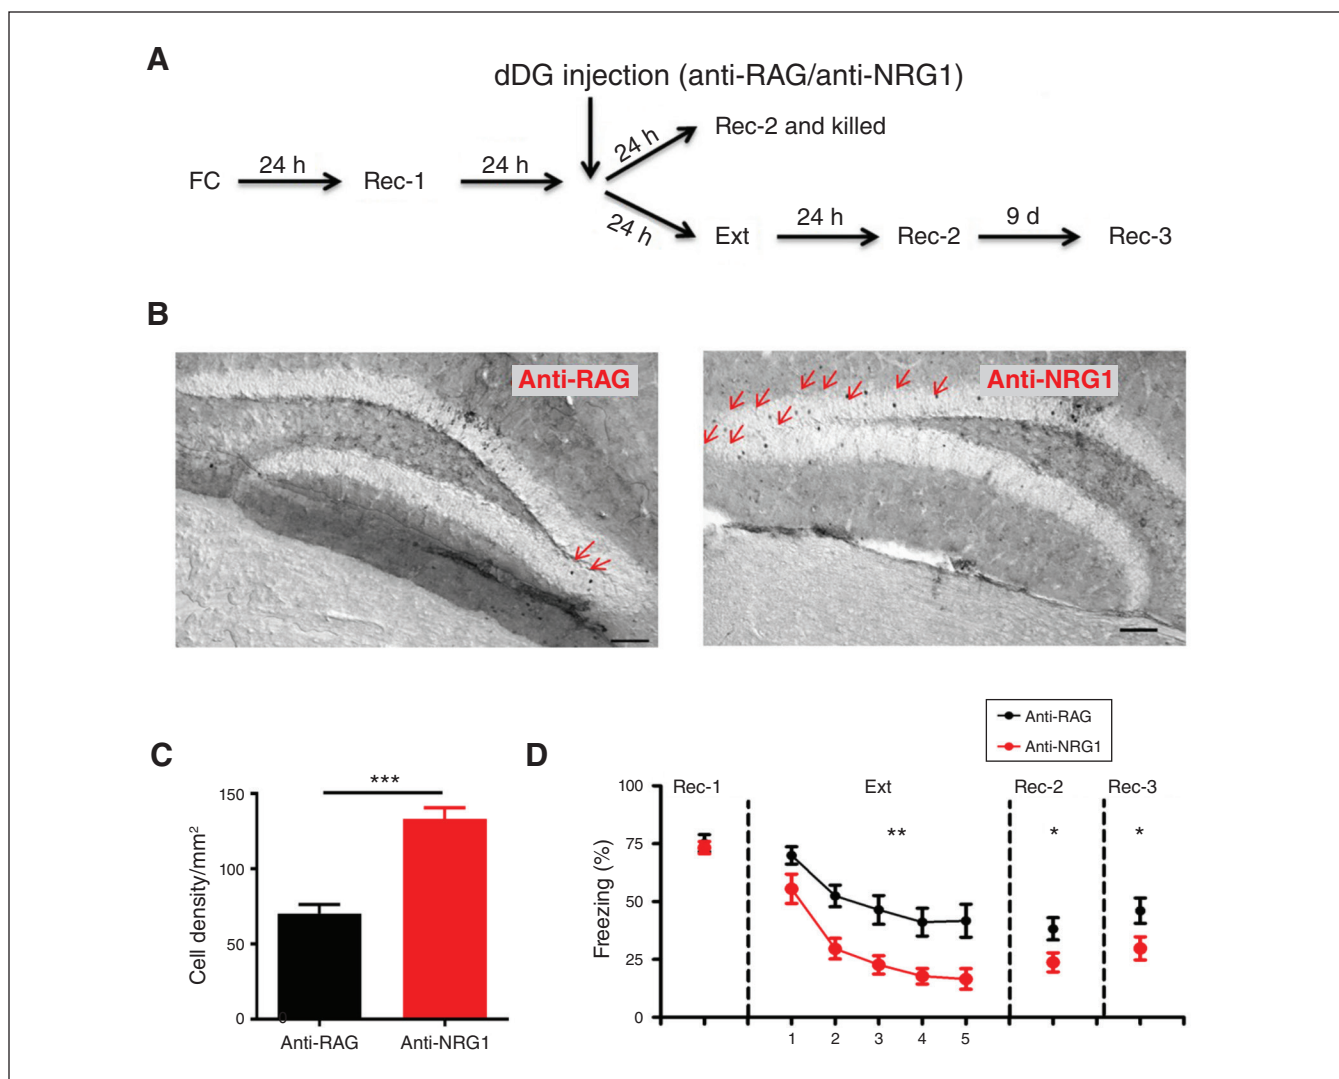 A
dDG injection (anti-RAG/anti-NRG1)
24 h
Rec-2 and killed
FC
24 h
Rec-1
24 h
24 h
Ext
24 h
Rec-2
9 d
Rec-3
B
Anti-RAG
Anti-NRG1
C
***
Cell density/mm²
150
100
50
0
0
Anti-RAG
Anti-NRG1
D
Anti-RAG
Anti-NRG1
Freezing (%)
100
75
50
25
0
Rec-1
Ext
Rec-2
Rec-3
**
*
*
1 2 3 4 5